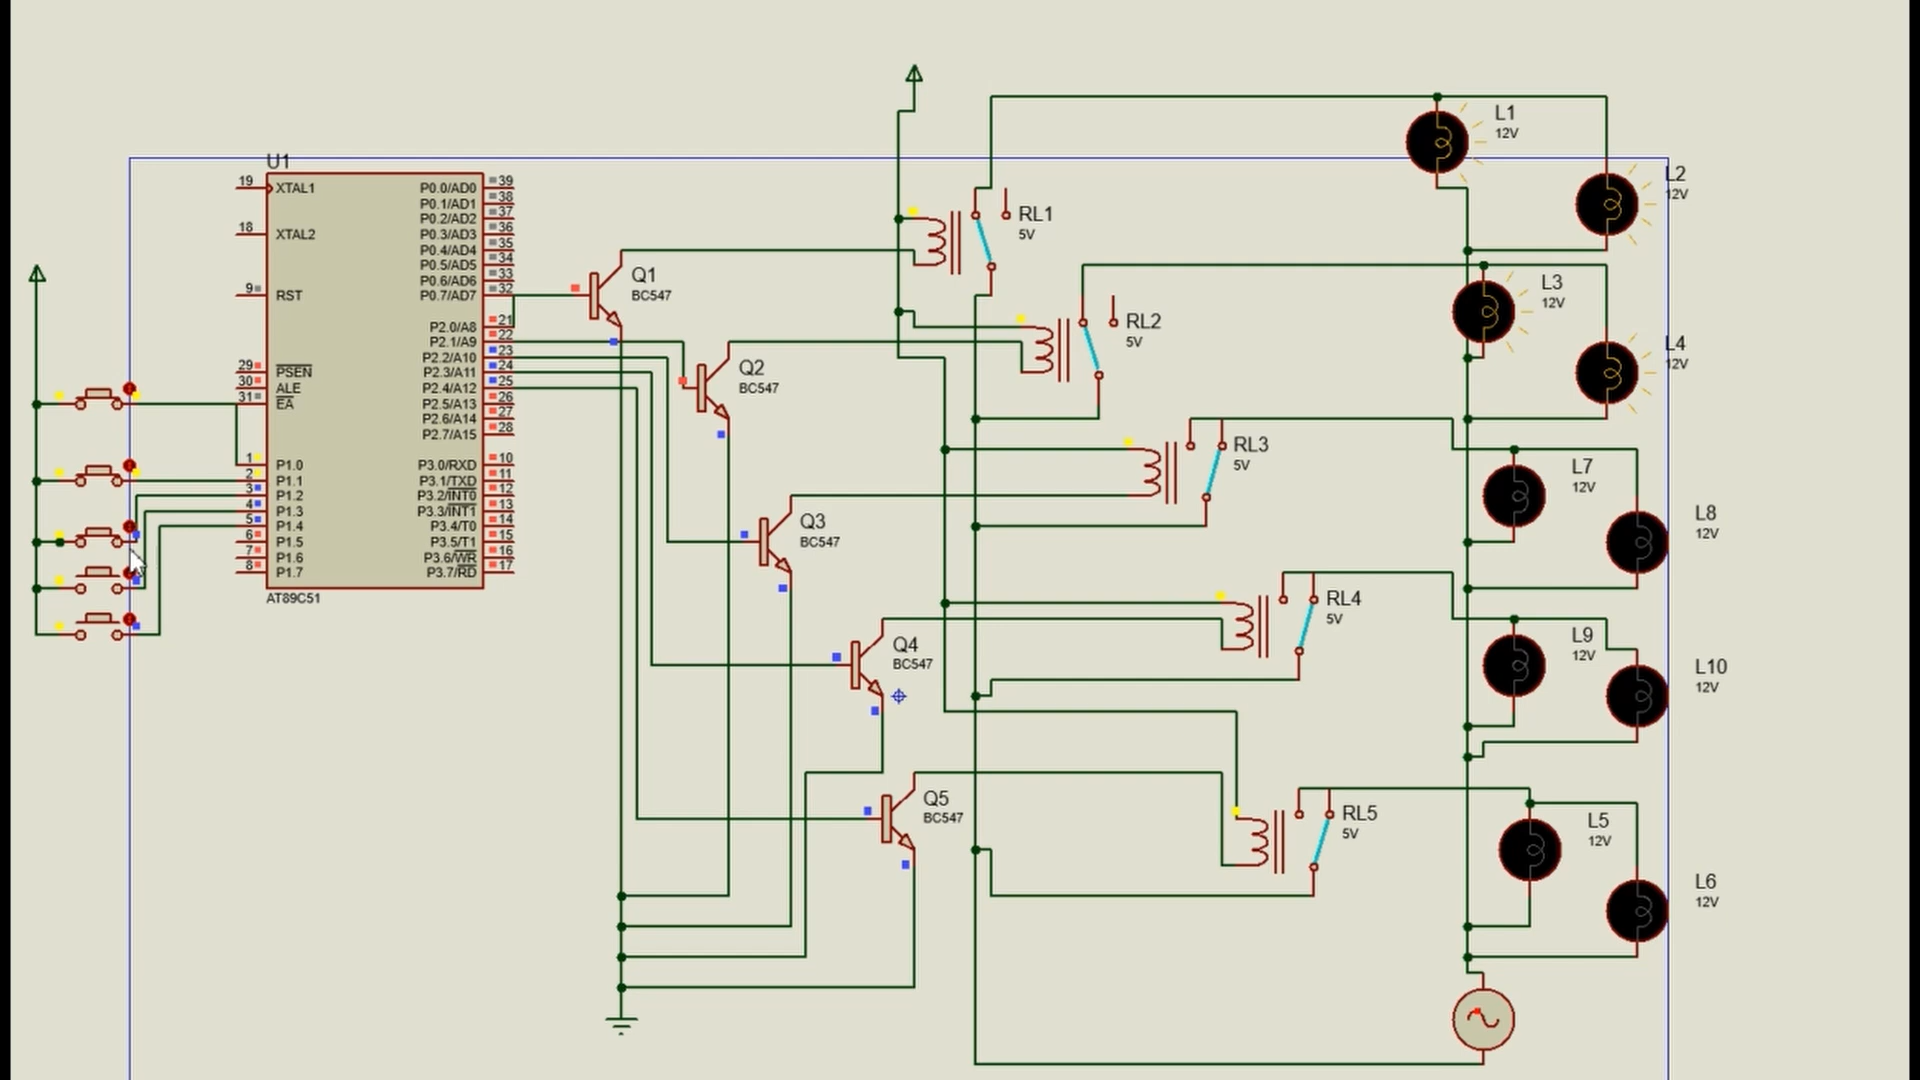 U1
19 XTAL1
18 XTAL2
9 RST
29 PSEN
30 ALE
31 EA
1 P1.0
2 P1.1
3 P1.2
4 P1.3
5 P1.4
6 P1.5
7 P1.6
8 P1.7
P0.0/AD0 39
P0.1/AD1 38
P0.2/AD2 37
P0.3/AD3 36
P0.4/AD4 35
P0.5/AD5 34
P0.6/AD6 33
P0.7/AD7 32
P2.0/A8 21
P2.1/A9 22
P2.2/A10 23
P2.3/A11 24
P2.4/A12 25
P2.5/A13 26
P2.6/A14 27
P2.7/A15 28
P3.0/RXD 10
P3.1/TXD 11
P3.2/INT0 12
P3.3/INT1 13
P3.4/T0 14
P3.5/T1 15
P3.6/WR 16
P3.7/RD 17
AT89C51
Q1
BC547
Q2
BC547
Q3
BC547
Q4
BC547
Q5
BC547
RL1
5V
RL2
5V
RL3
5V
RL4
5V
RL5
5V
L1
12V
L2
12V
L3
12V
L4
12V
L7
12V
L8
12V
L9
12V
L10
12V
L5
12V
L6
12V